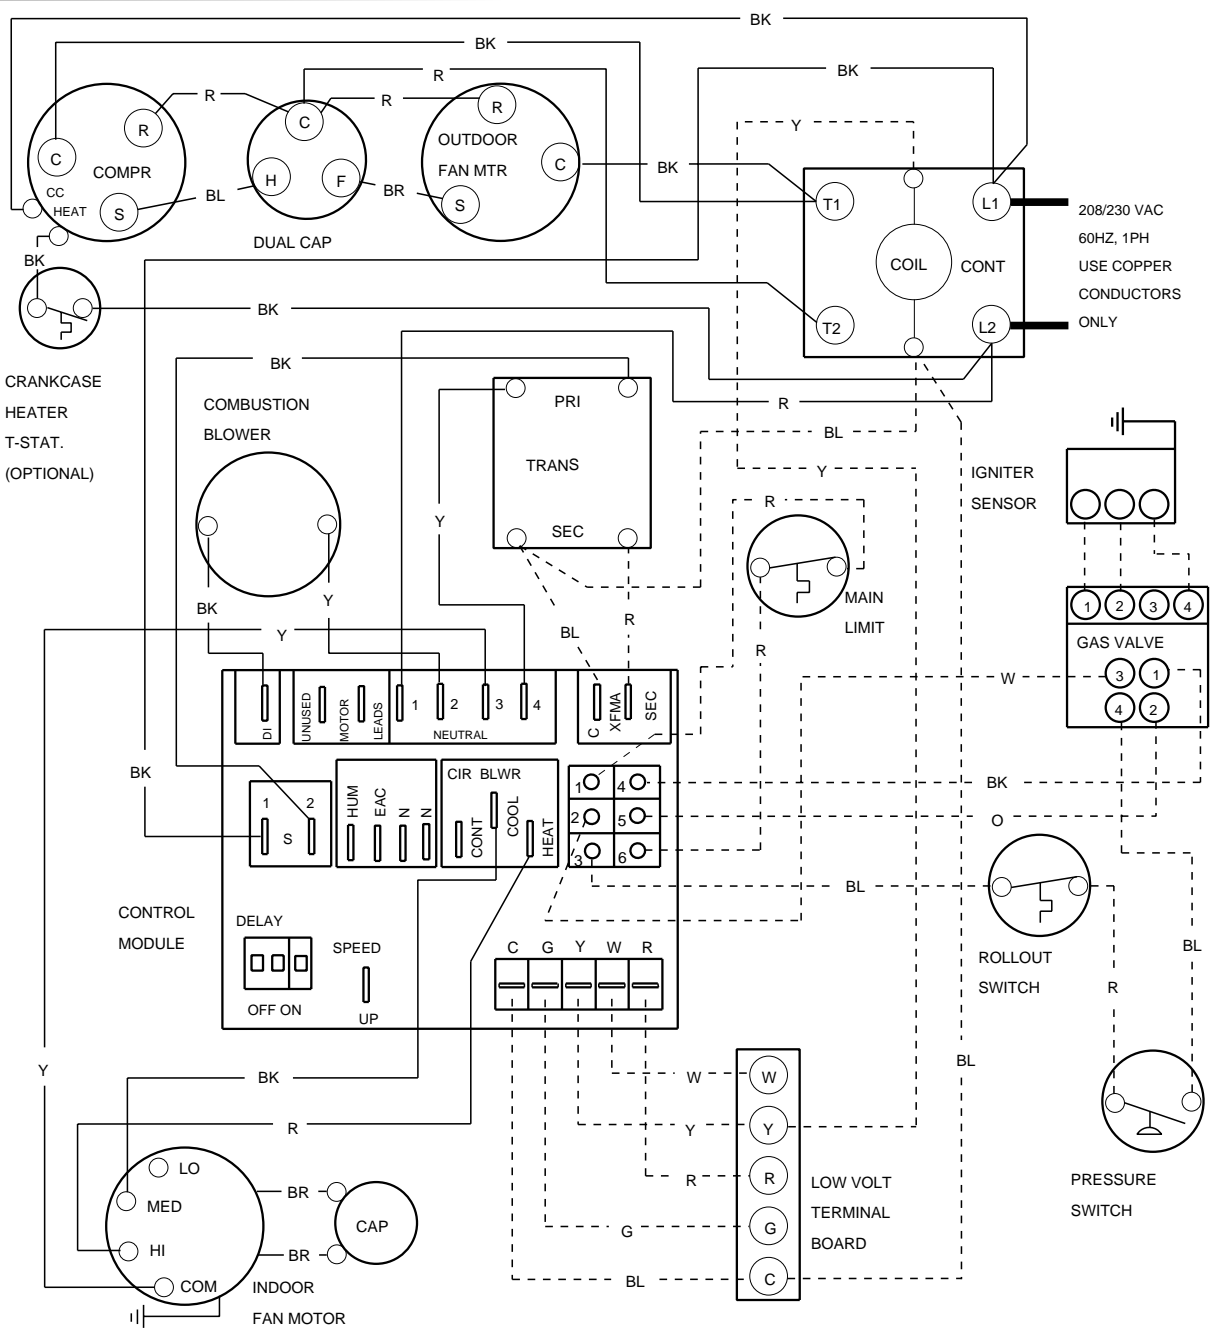 BK
BK
R
BK
R
R
Y
C
R
COMPR
CC
HEAT
S
BL
C
H
F
DUAL CAP
BR
R
OUTDOOR
FAN MTR
C
S
BK
T1
L1
COIL
CONT
T2
L2
208/230 VAC
60HZ, 1PH
USE COPPER
CONDUCTORS
ONLY
BK
BK
CRANKCASE
HEATER
T-STAT.
(OPTIONAL)
BK
COMBUSTION
BLOWER
PRI
TRANS
SEC
R
BL
Y
R
IGNITER
SENSOR
Y
BK
Y
Y
BL
R
MAIN
LIMIT
R
1
2
3
4
GAS VALVE
3
1
4
2
W
DI
UNUSED
MOTOR
LEADS
1
2
3
4
NEUTRAL
C
XFMA
SEC
BK
1
2
S
HUM
EAC
N
N
CIR BLWR
CONT
COOL
HEAT
1
4
2
5
3
6
BK
O
BL
ROLLOUT
SWITCH
R
BL
CONTROL
MODULE
DELAY
OFF ON
SPEED
UP
C
G
Y
W
R
Y
BK
R
W
Y
R
G
BL
W
Y
R
G
C
LOW VOLT
TERMINAL
BOARD
BL
PRESSURE
SWITCH
LO
MED
HI
COM
BR
BR
CAP
INDOOR
FAN MOTOR